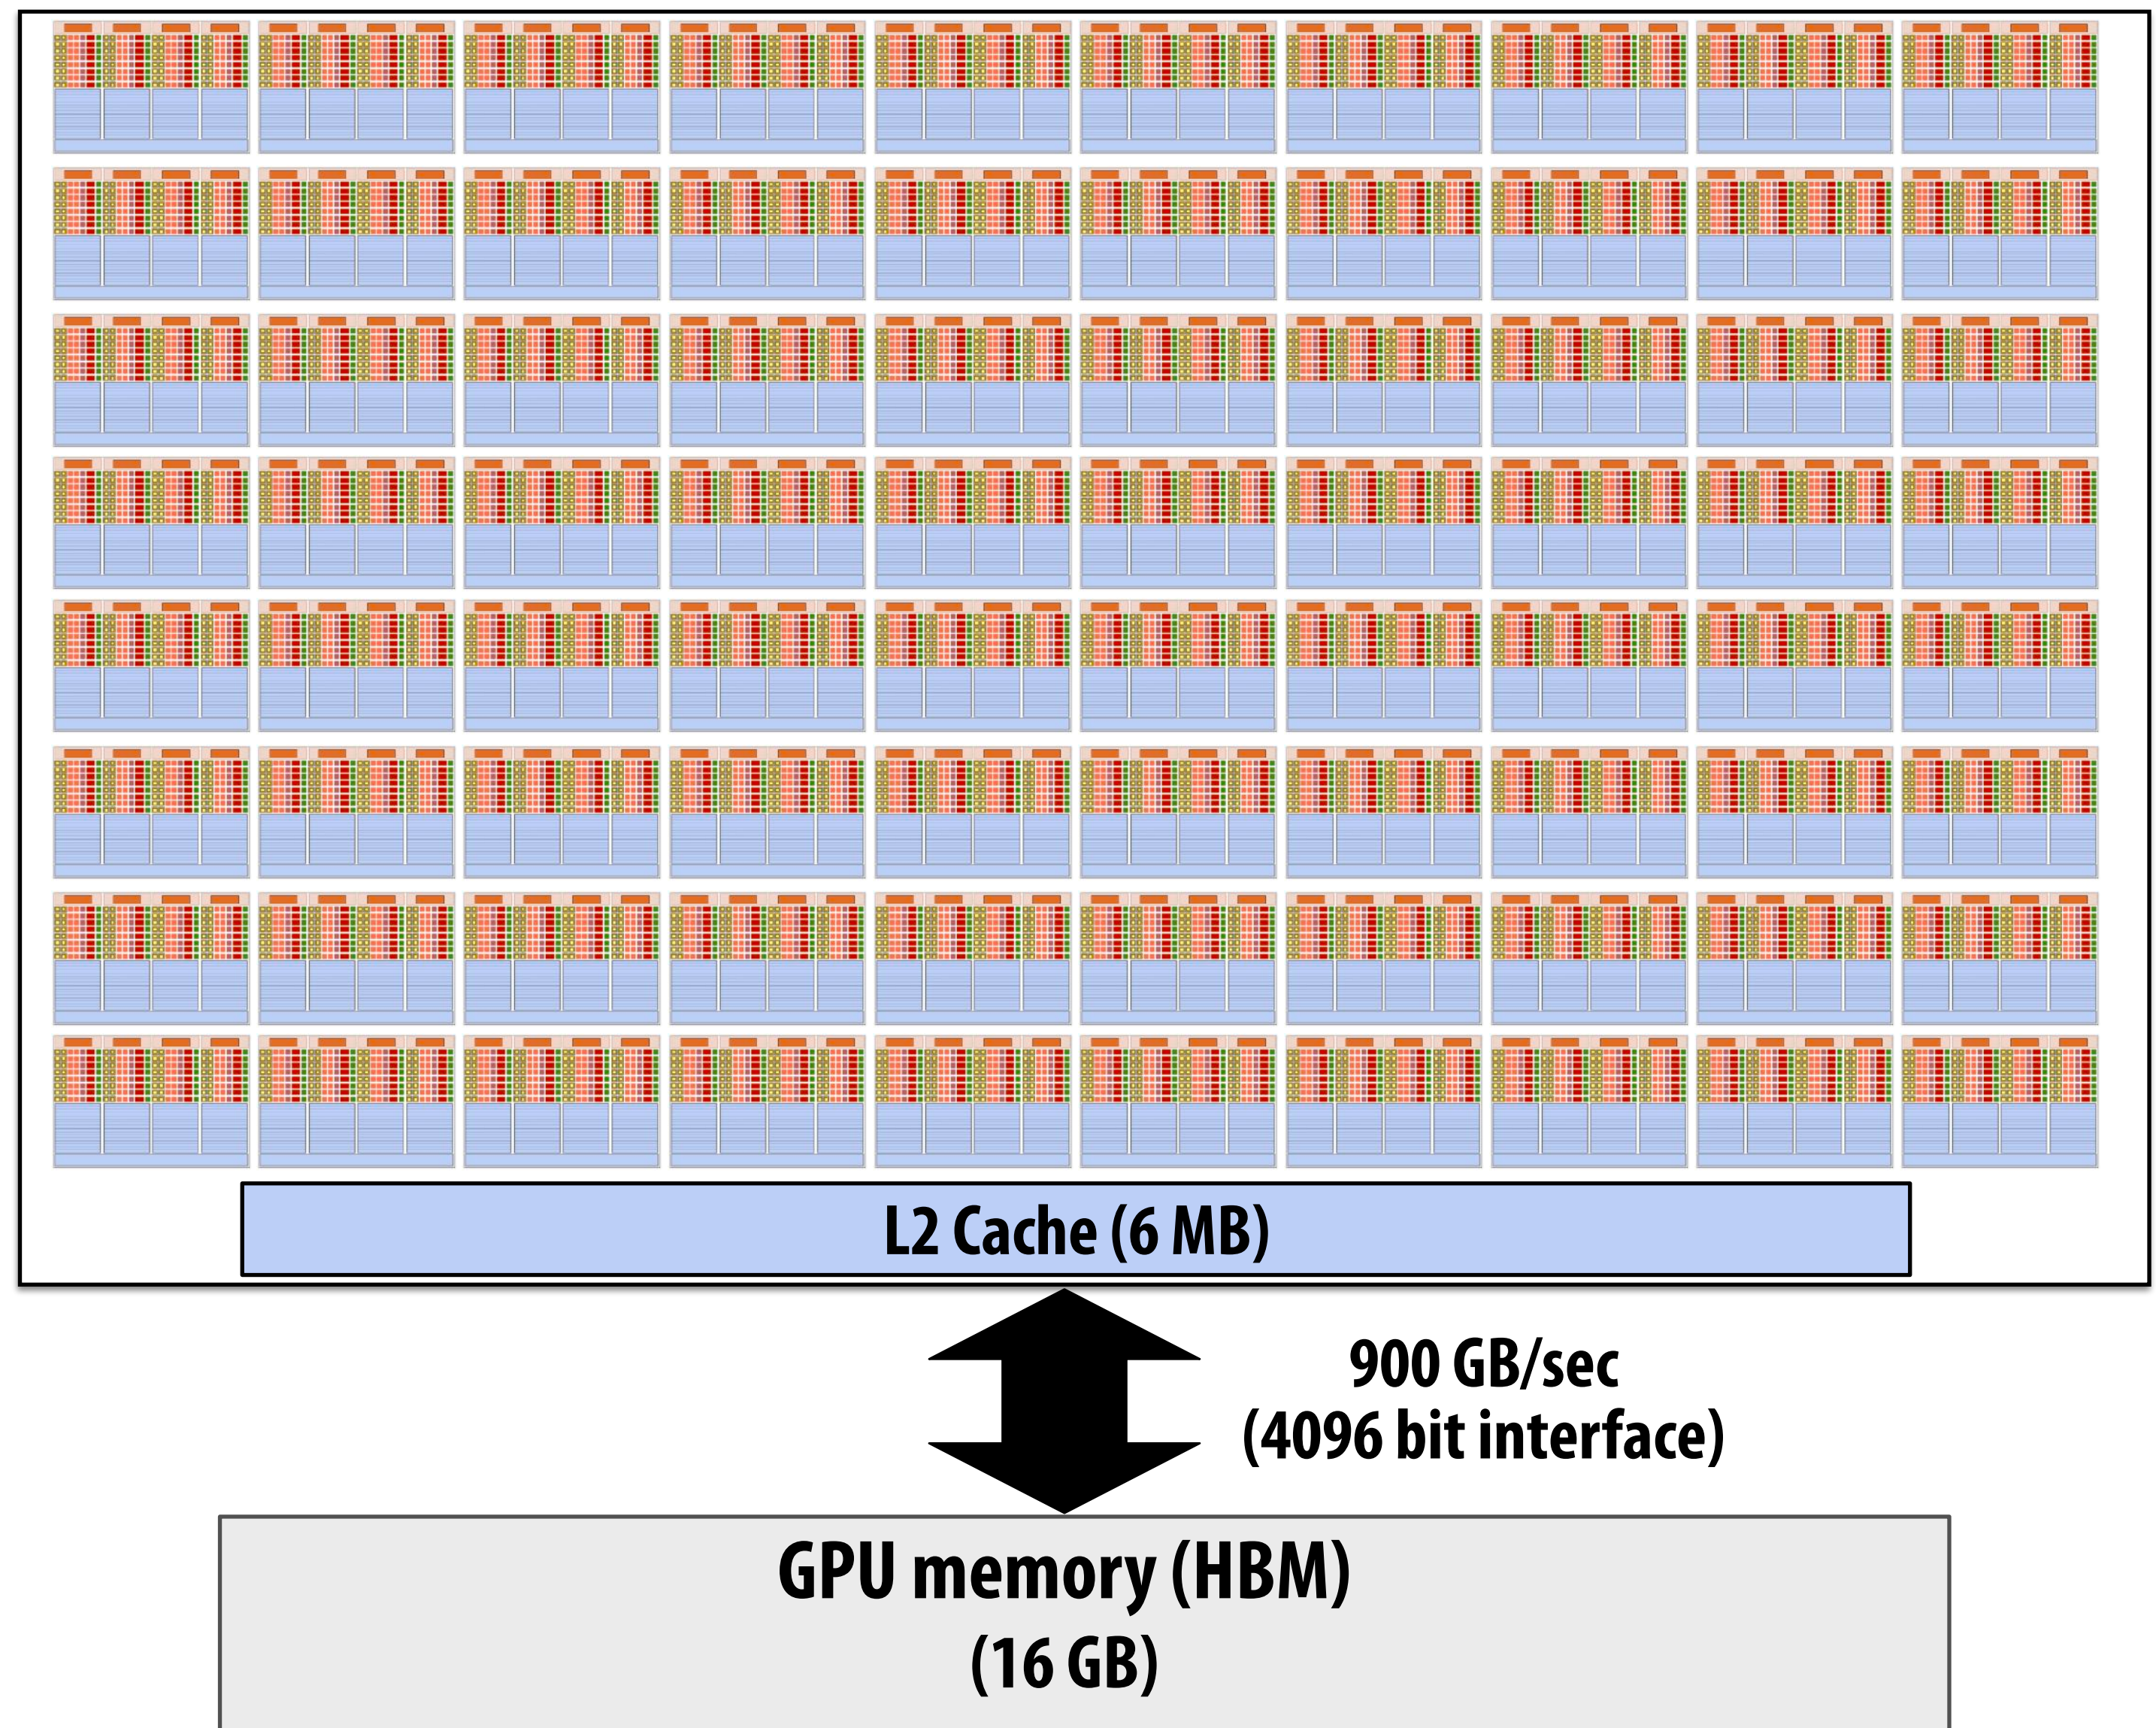 L2 Cache (6 MB)
900 GB/sec
(4096 bit interface)
GPU memory (HBM)
(16 GB)